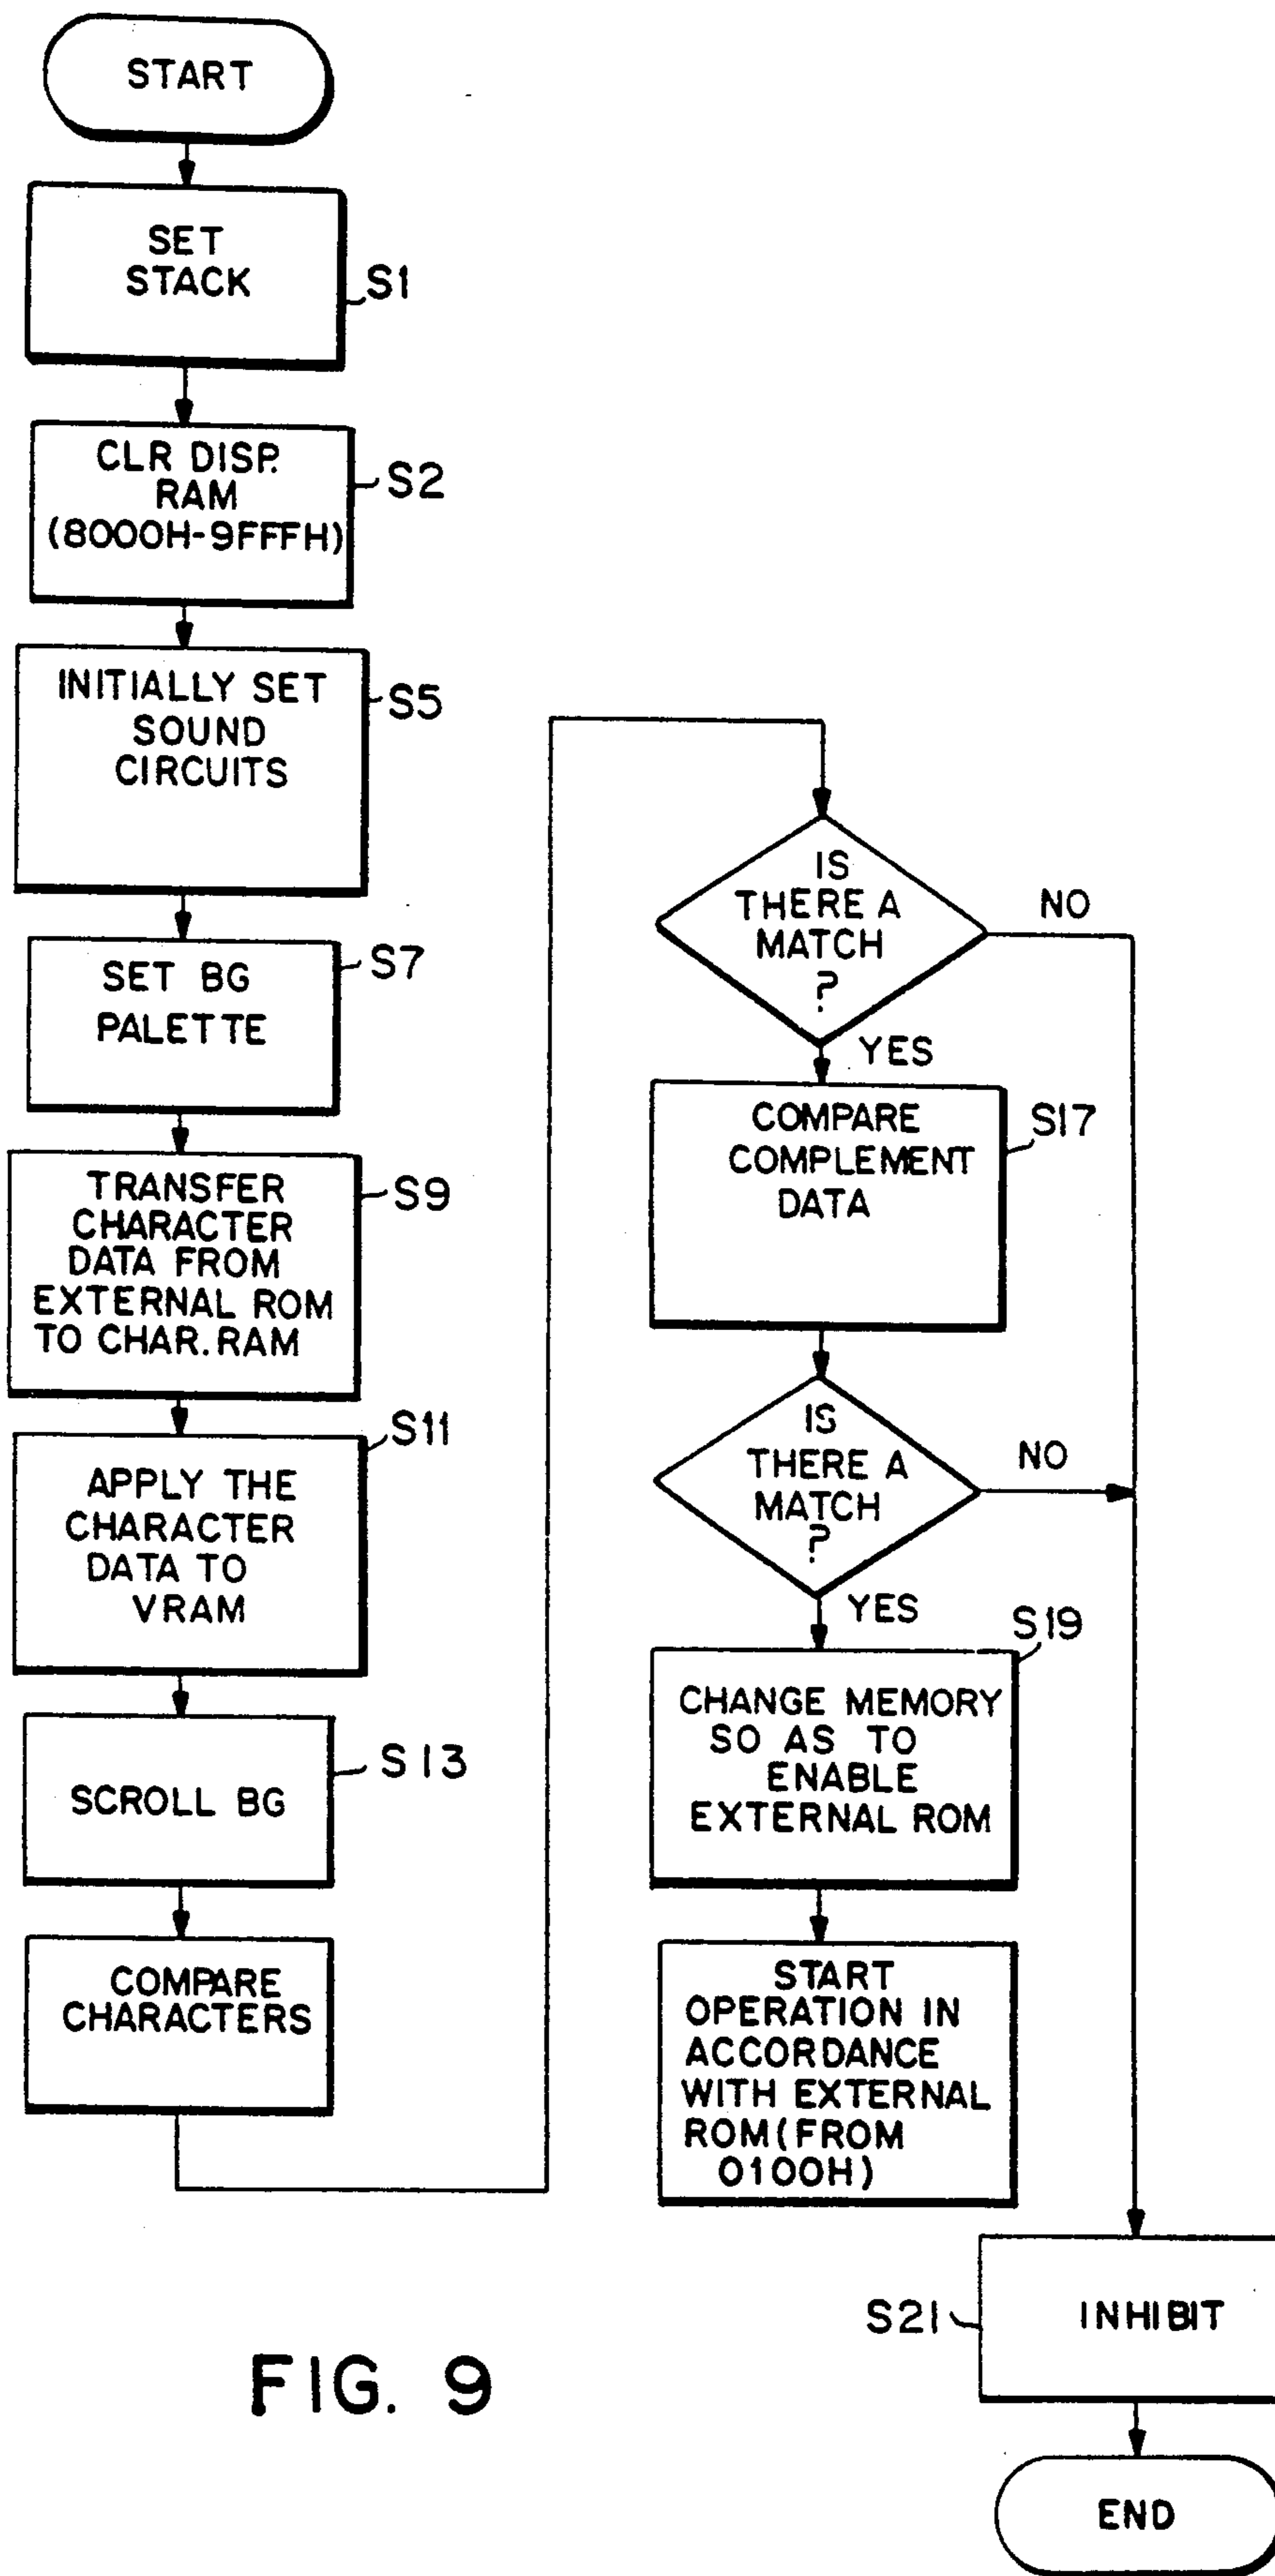 START
SET
STACK
S1
CLR DISP.
RAM
(8000H-9FFFH)
S2
INITIALLY SET
SOUND
CIRCUITS
S5
SET BG
PALETTE
S7
TRANSFER
CHARACTER
DATA FROM
EXTERNAL ROM
TO CHAR. RAM
S9
APPLY THE
CHARACTER
DATA TO
VRAM
S11
SCROLL BG
S13
COMPARE
CHARACTERS
IS
THERE A
MATCH
?
NO
YES
COMPARE
COMPLEMENT
DATA
S17
IS
THERE A
MATCH
?
NO
YES
CHANGE MEMORY
SO AS TO
ENABLE
EXTERNAL ROM
S19
START
OPERATION IN
ACCORDANCE
WITH EXTERNAL
ROM (FROM
0100H)
INHIBIT
S21
END
FIG. 9